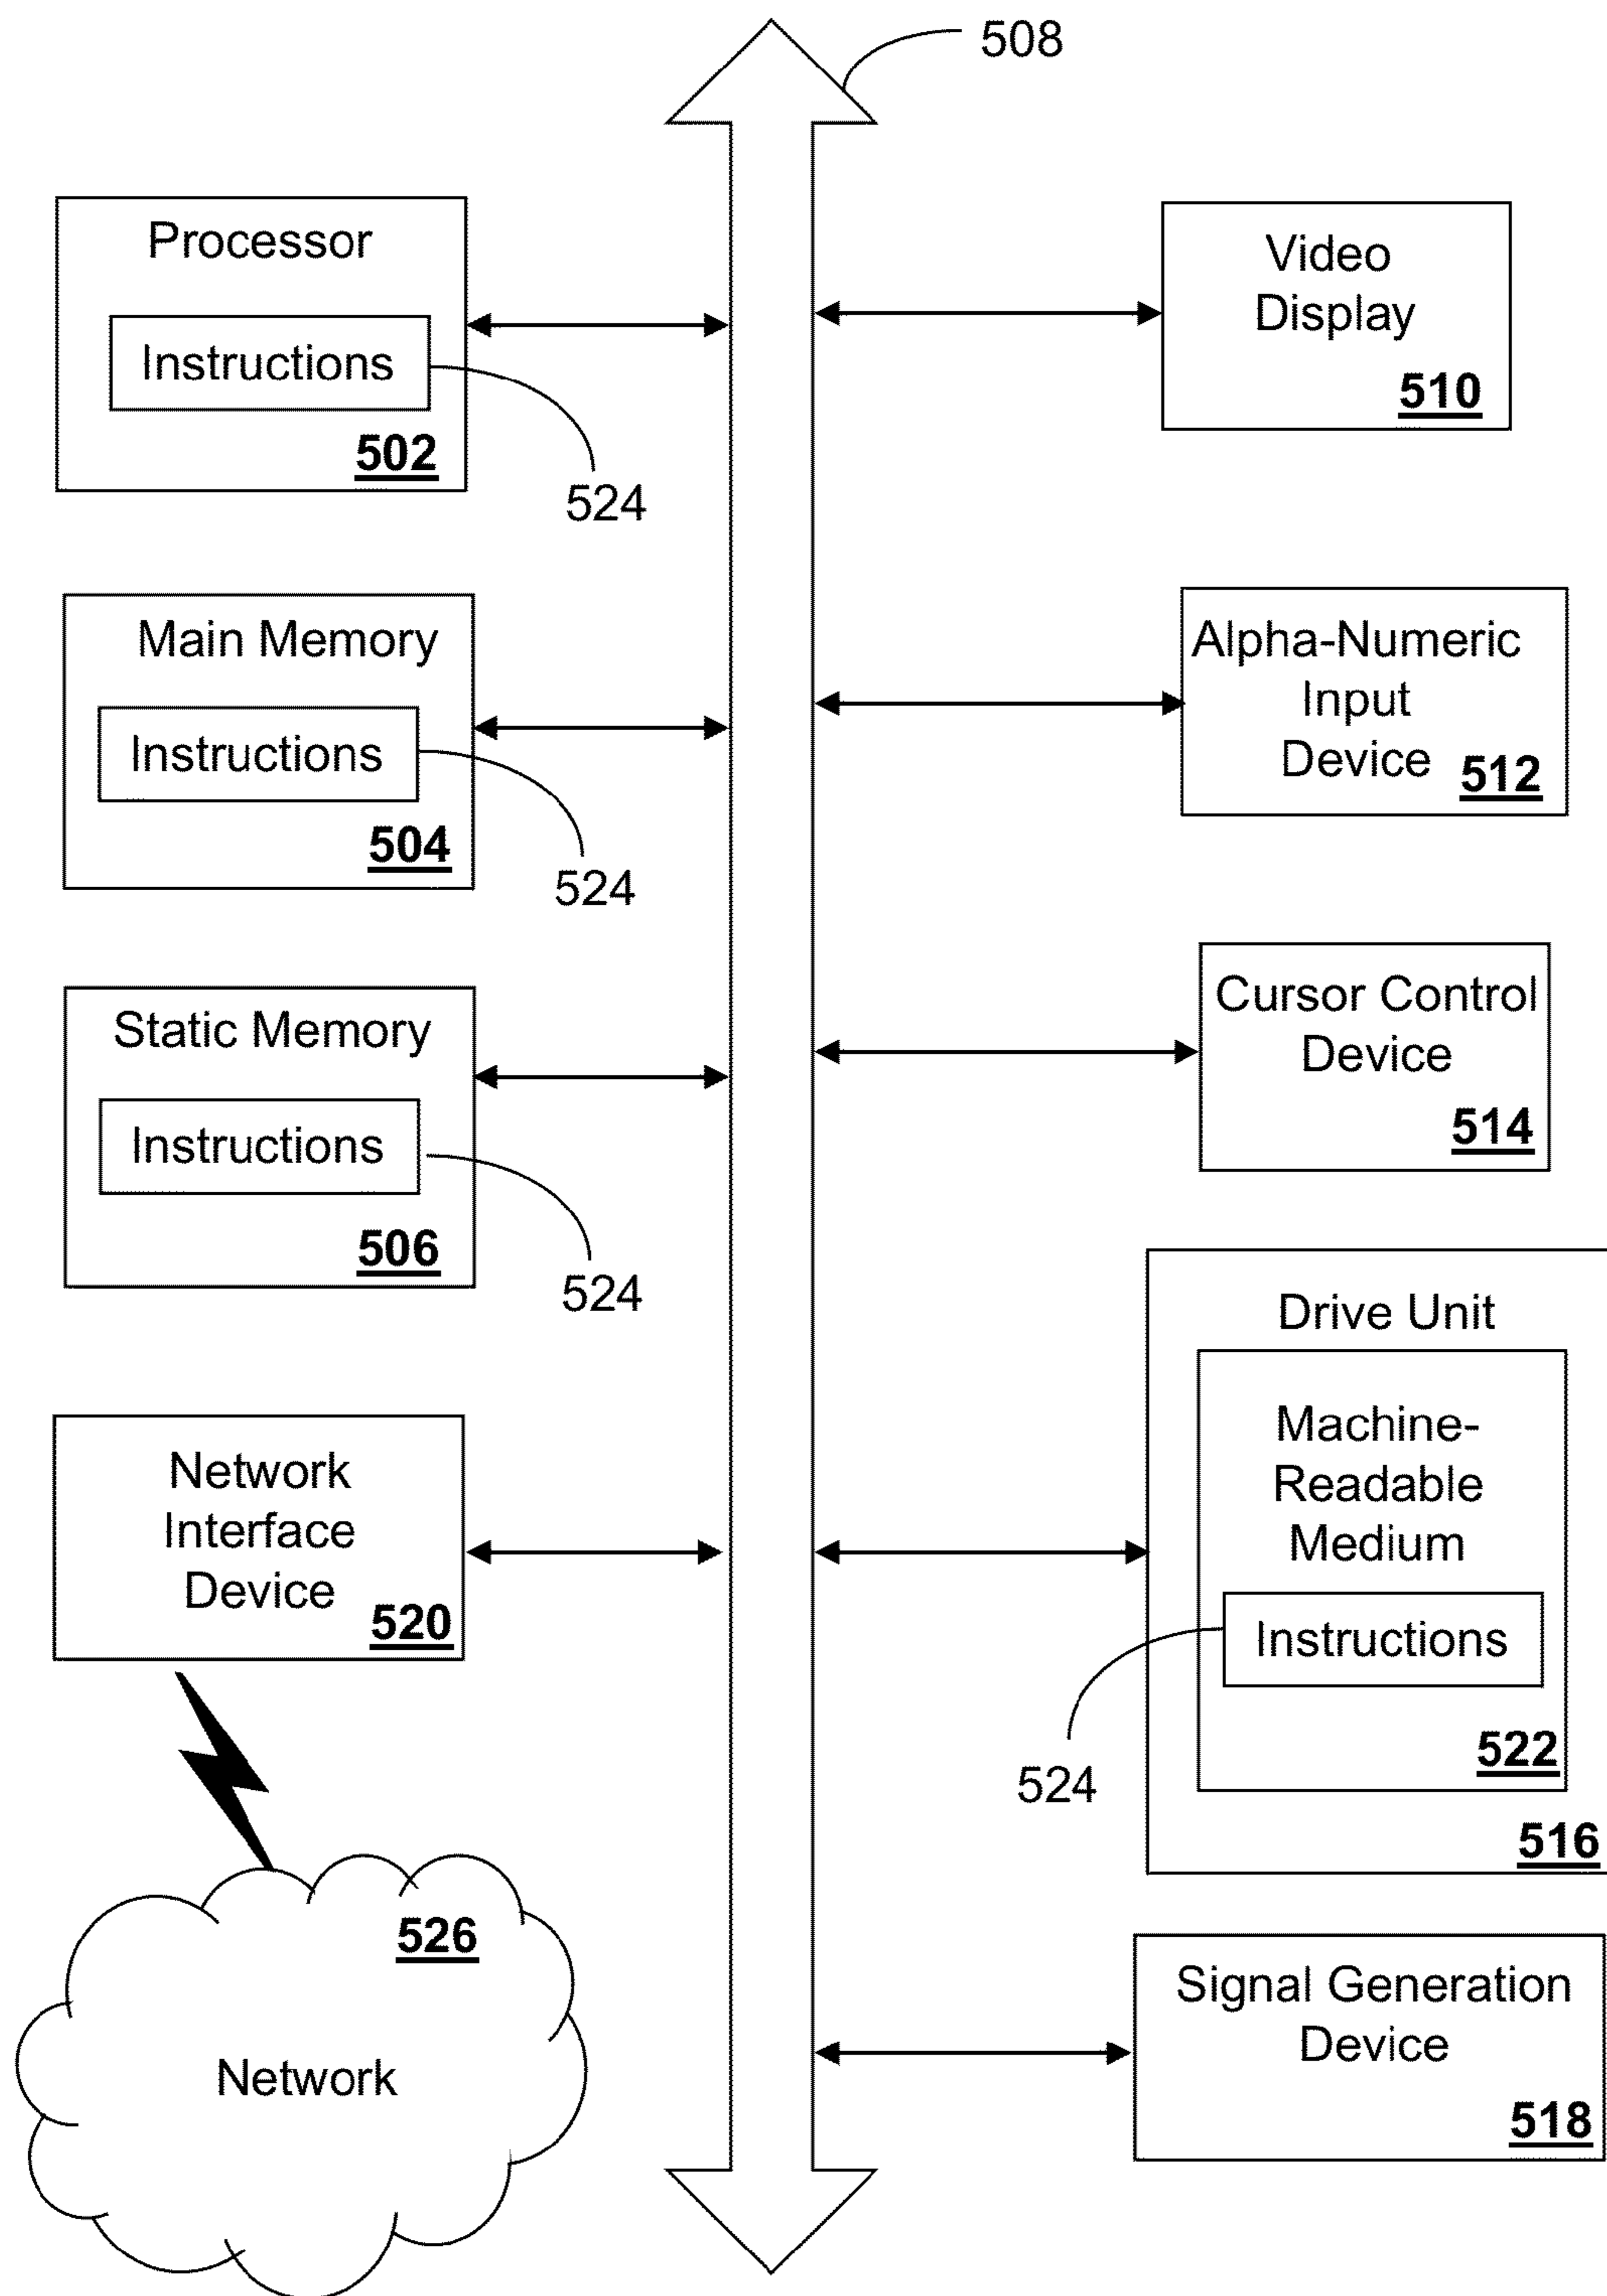 508
Processor
Instructions
502
524
Main Memory
Instructions
504
524
Static Memory
Instructions
506
524
Network
Interface
Device
520
526
Network
Video
Display
510
Alpha-Numeric
Input
Device
512
Cursor Control
Device
514
Drive Unit
Machine-
Readable
Medium
Instructions
522
524
516
Signal Generation
Device
518